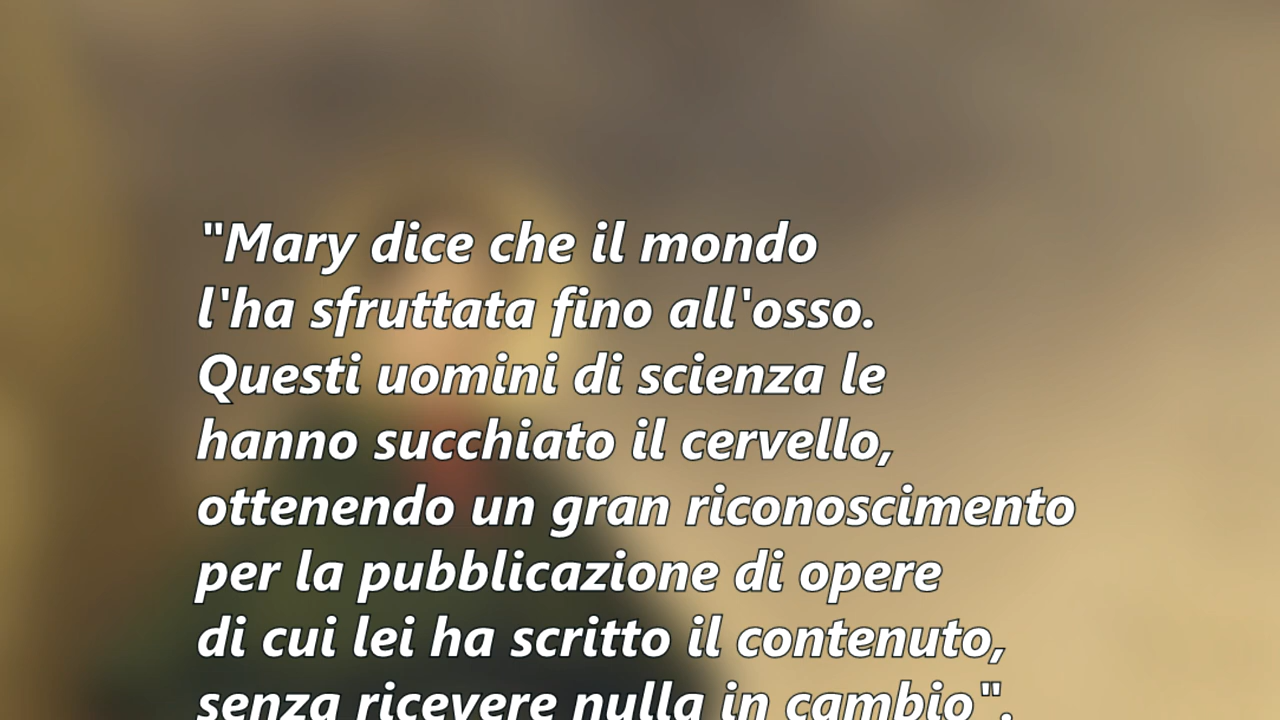 "Mary dice che il mondo
l'ha sfruttata fino all'osso.
Questi uomini di scienza le
hanno succhiato il cervello,
ottenendo un gran riconoscimento
per la pubblicazione di opere
di cui lei ha scritto il contenuto,
senza ricevere nulla in cambio".